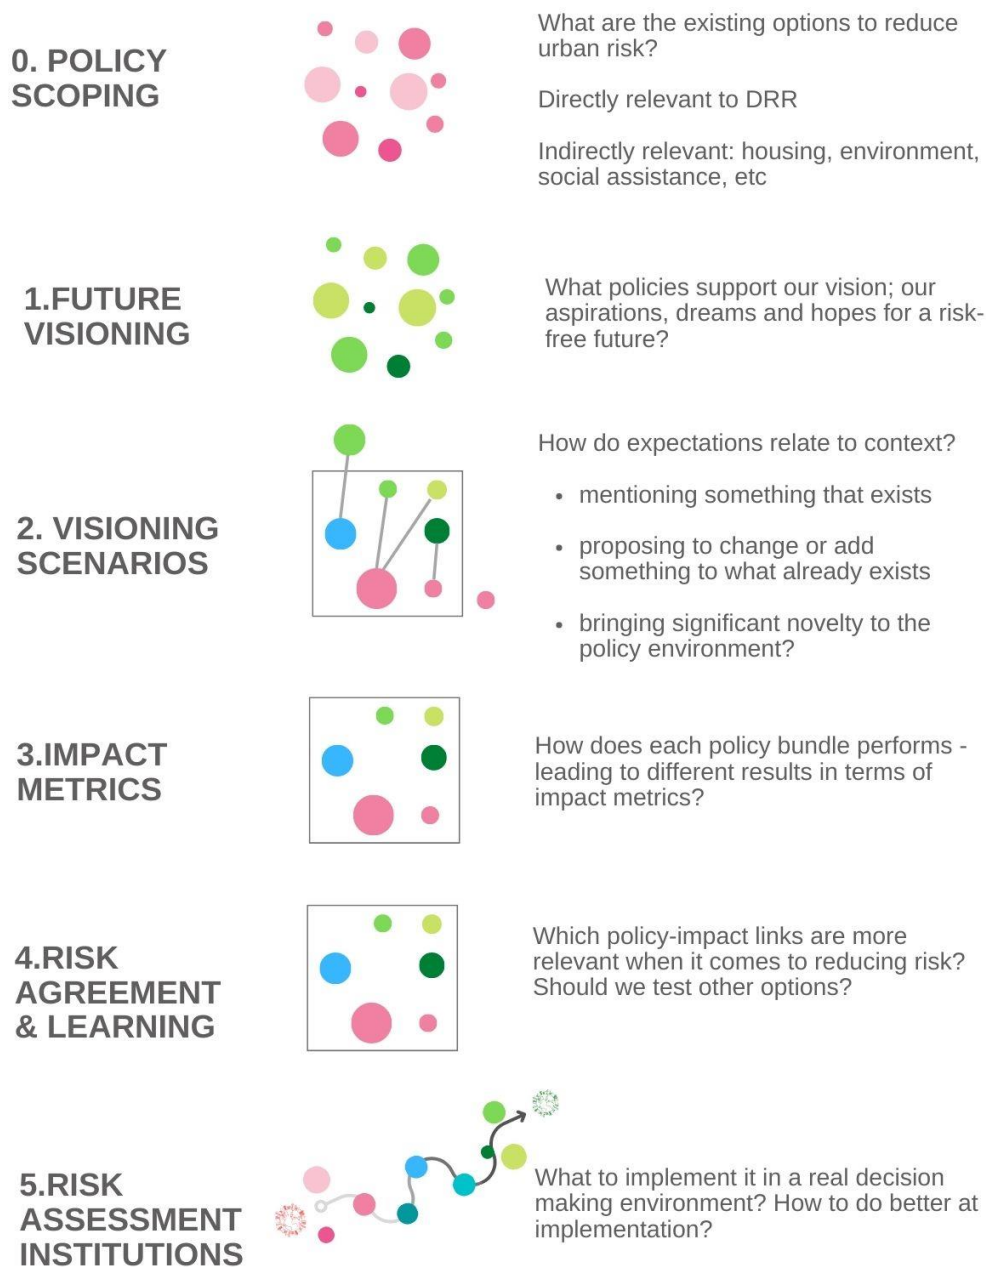 0. POLICY
SCOPING
What are the existing options to reduce
urban risk?
Directly relevant to DRR
Indirectly relevant: housing, environment,
social assistance, etc
1.FUTURE
VISIONING
What policies support our vision; our
aspirations, dreams and hopes for a risk-
free future?
2. VISIONING
SCENARIOS
How do expectations relate to context?
• mentioning something that exists
• proposing to change or add
something to what already exists
• bringing significant novelty to the
policy environment?
3.IMPACT
METRICS
How does each policy bundle performs -
leading to different results in terms of
impact metrics?
4.RISK
AGREEMENT
& LEARNING
Which policy-impact links are more
relevant when it comes to reducing risk?
Should we test other options?
5.RISK
ASSESSMENT
INSTITUTIONS
What to implement it in a real decision
making environment? How to do better at
implementation?